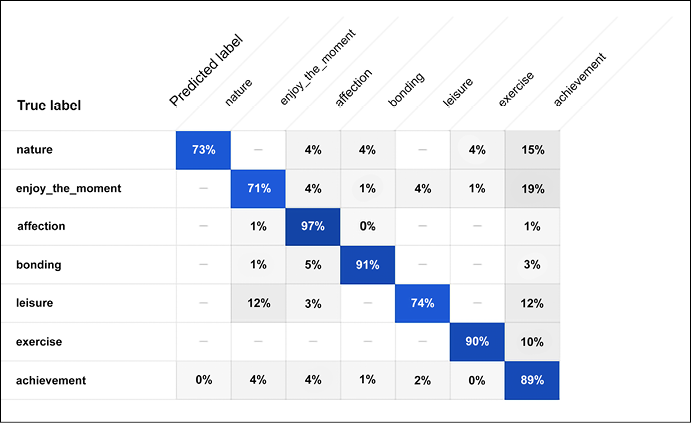 Predicted label
nature
enjoy_the_moment
affection
bonding
leisure
exercise
achievement
True label
nature 73% — 4% 4% — 4% 15%
enjoy_the_moment — 71% 4% 1% 4% 1% 19%
affection — 1% 97% 0% — — 1%
bonding — 1% 5% 91% — — 3%
leisure — 12% 3% — 74% — 12%
exercise — — — — — 90% 10%
achievement 0% 4% 4% 1% 2% 0% 89%